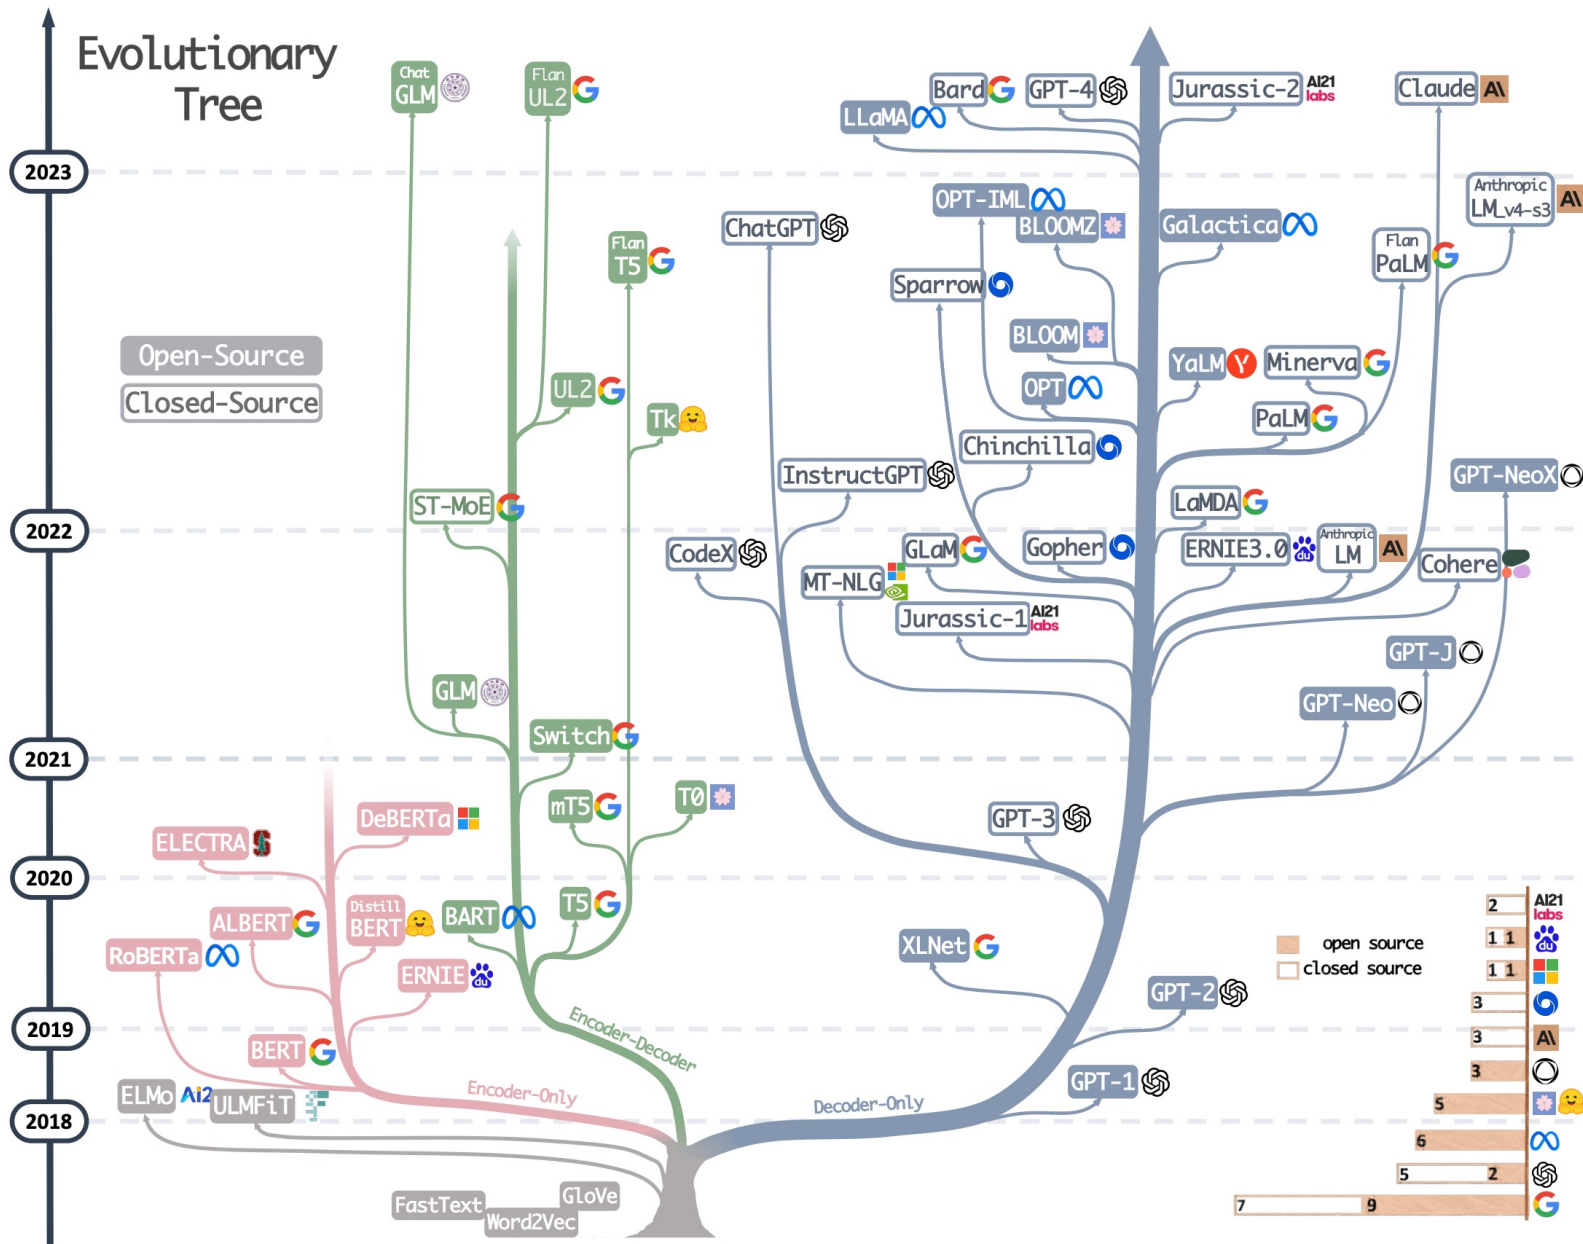 Evolutionary
Tree
2023
2022
2021
2020
2019
2018
Open-Source
Closed-Source
Chat
GLM
Flan
UL2
Flan
T5
UL2
Tk
ST-MoE
GLM
Switch
mT5
T0
T5
BART
Encoder-Decoder
DeBERTa
ELECTRA
ALBERT
Distill
BERT
RoBERTa
ERNIE
du
BERT
Encoder-Only
ELMo
Ai2
ULMFiT
FastText
Word2Vec
GloVe
Bard
GPT-4
Jurassic-2
AI21
labs
Claude
A\
LLaMA
OPT-IML
BLOOMZ
Galactica
Anthropic
LM_v4-s3
A\
ChatGPT
Flan
PaLM
Sparrow
BLOOM
YaLM
Y
Minerva
OPT
PaLM
Chinchilla
InstructGPT
GPT-NeoX
LaMDA
CodeX
GLaM
Gopher
ERNIE3.0
du
Anthropic
LM
A\
Cohere
MT-NLG
Jurassic-1
AI21
labs
GPT-J
GPT-Neo
GPT-3
XLNet
GPT-2
GPT-1
Decoder-Only
open source
closed source
2
AI21
labs
1 1
du
1 1
3
3
A\
3
5
6
5 2
7 9